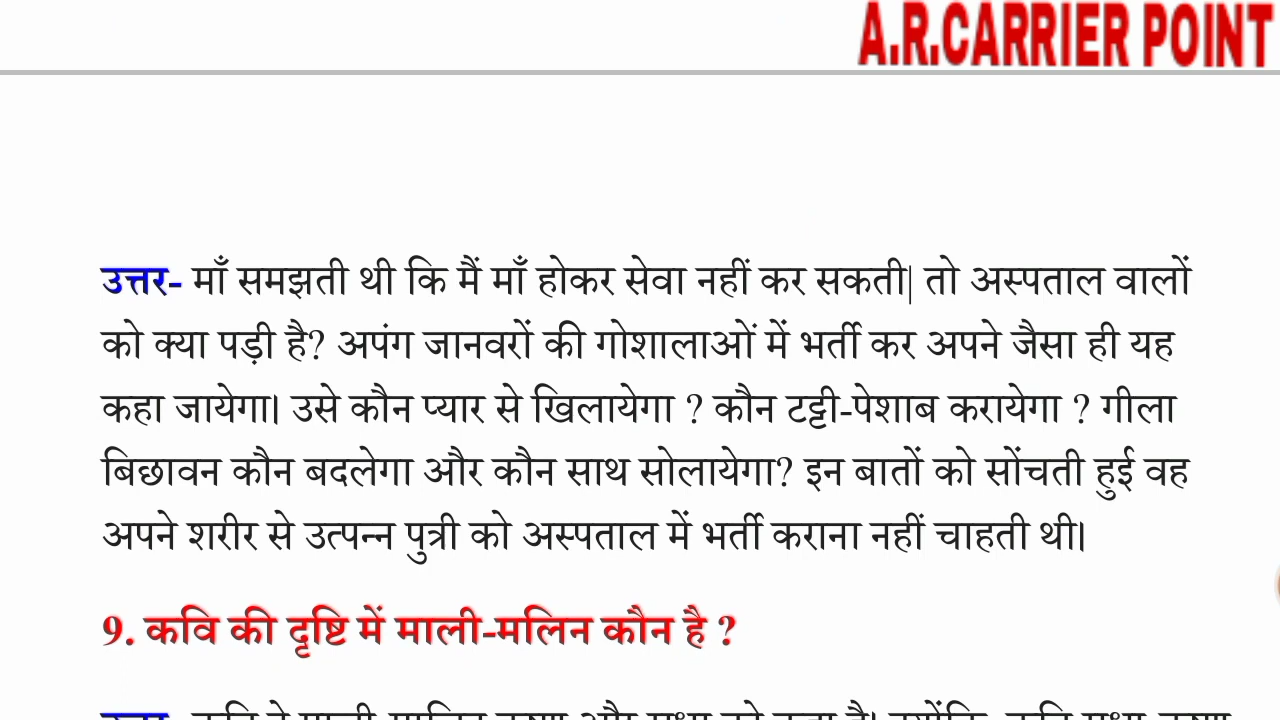 A.R.CARRIER POINT
उत्तर- माँ समझती थी कि मैं माँ होकर सेवा नहीं कर सकती| तो अस्पताल वालों
को क्या पड़ी है? अपंग जानवरों की गोशालाओं में भर्ती कर अपने जैसा ही यह
कहा जायेगा। उसे कौन प्यार से खिलायेगा ? कौन टट्टी-पेशाब करायेगा ? गीला
बिछावन कौन बदलेगा और कौन साथ सोलायेगा? इन बातों को सोंचती हुई वह
अपने शरीर से उत्पन्न पुत्री को अस्पताल में भर्ती कराना नहीं चाहती थी।
9. कवि की दृष्टि में माली-मलिन कौन है ?